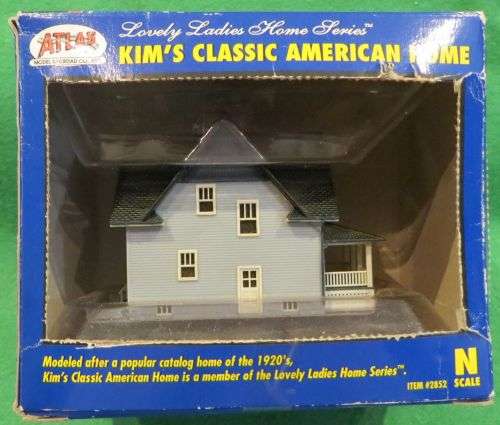 ATLAS
MODEL RAILROAD CO., INC.
Lovely Ladies Home Series™
KIM'S CLASSIC AMERICAN HOME
Modeled after a popular catalog home of the 1920's,
Kim's Classic American Home is a member of the Lovely Ladies Home Series™.
N
SCALE
ITEM #2852